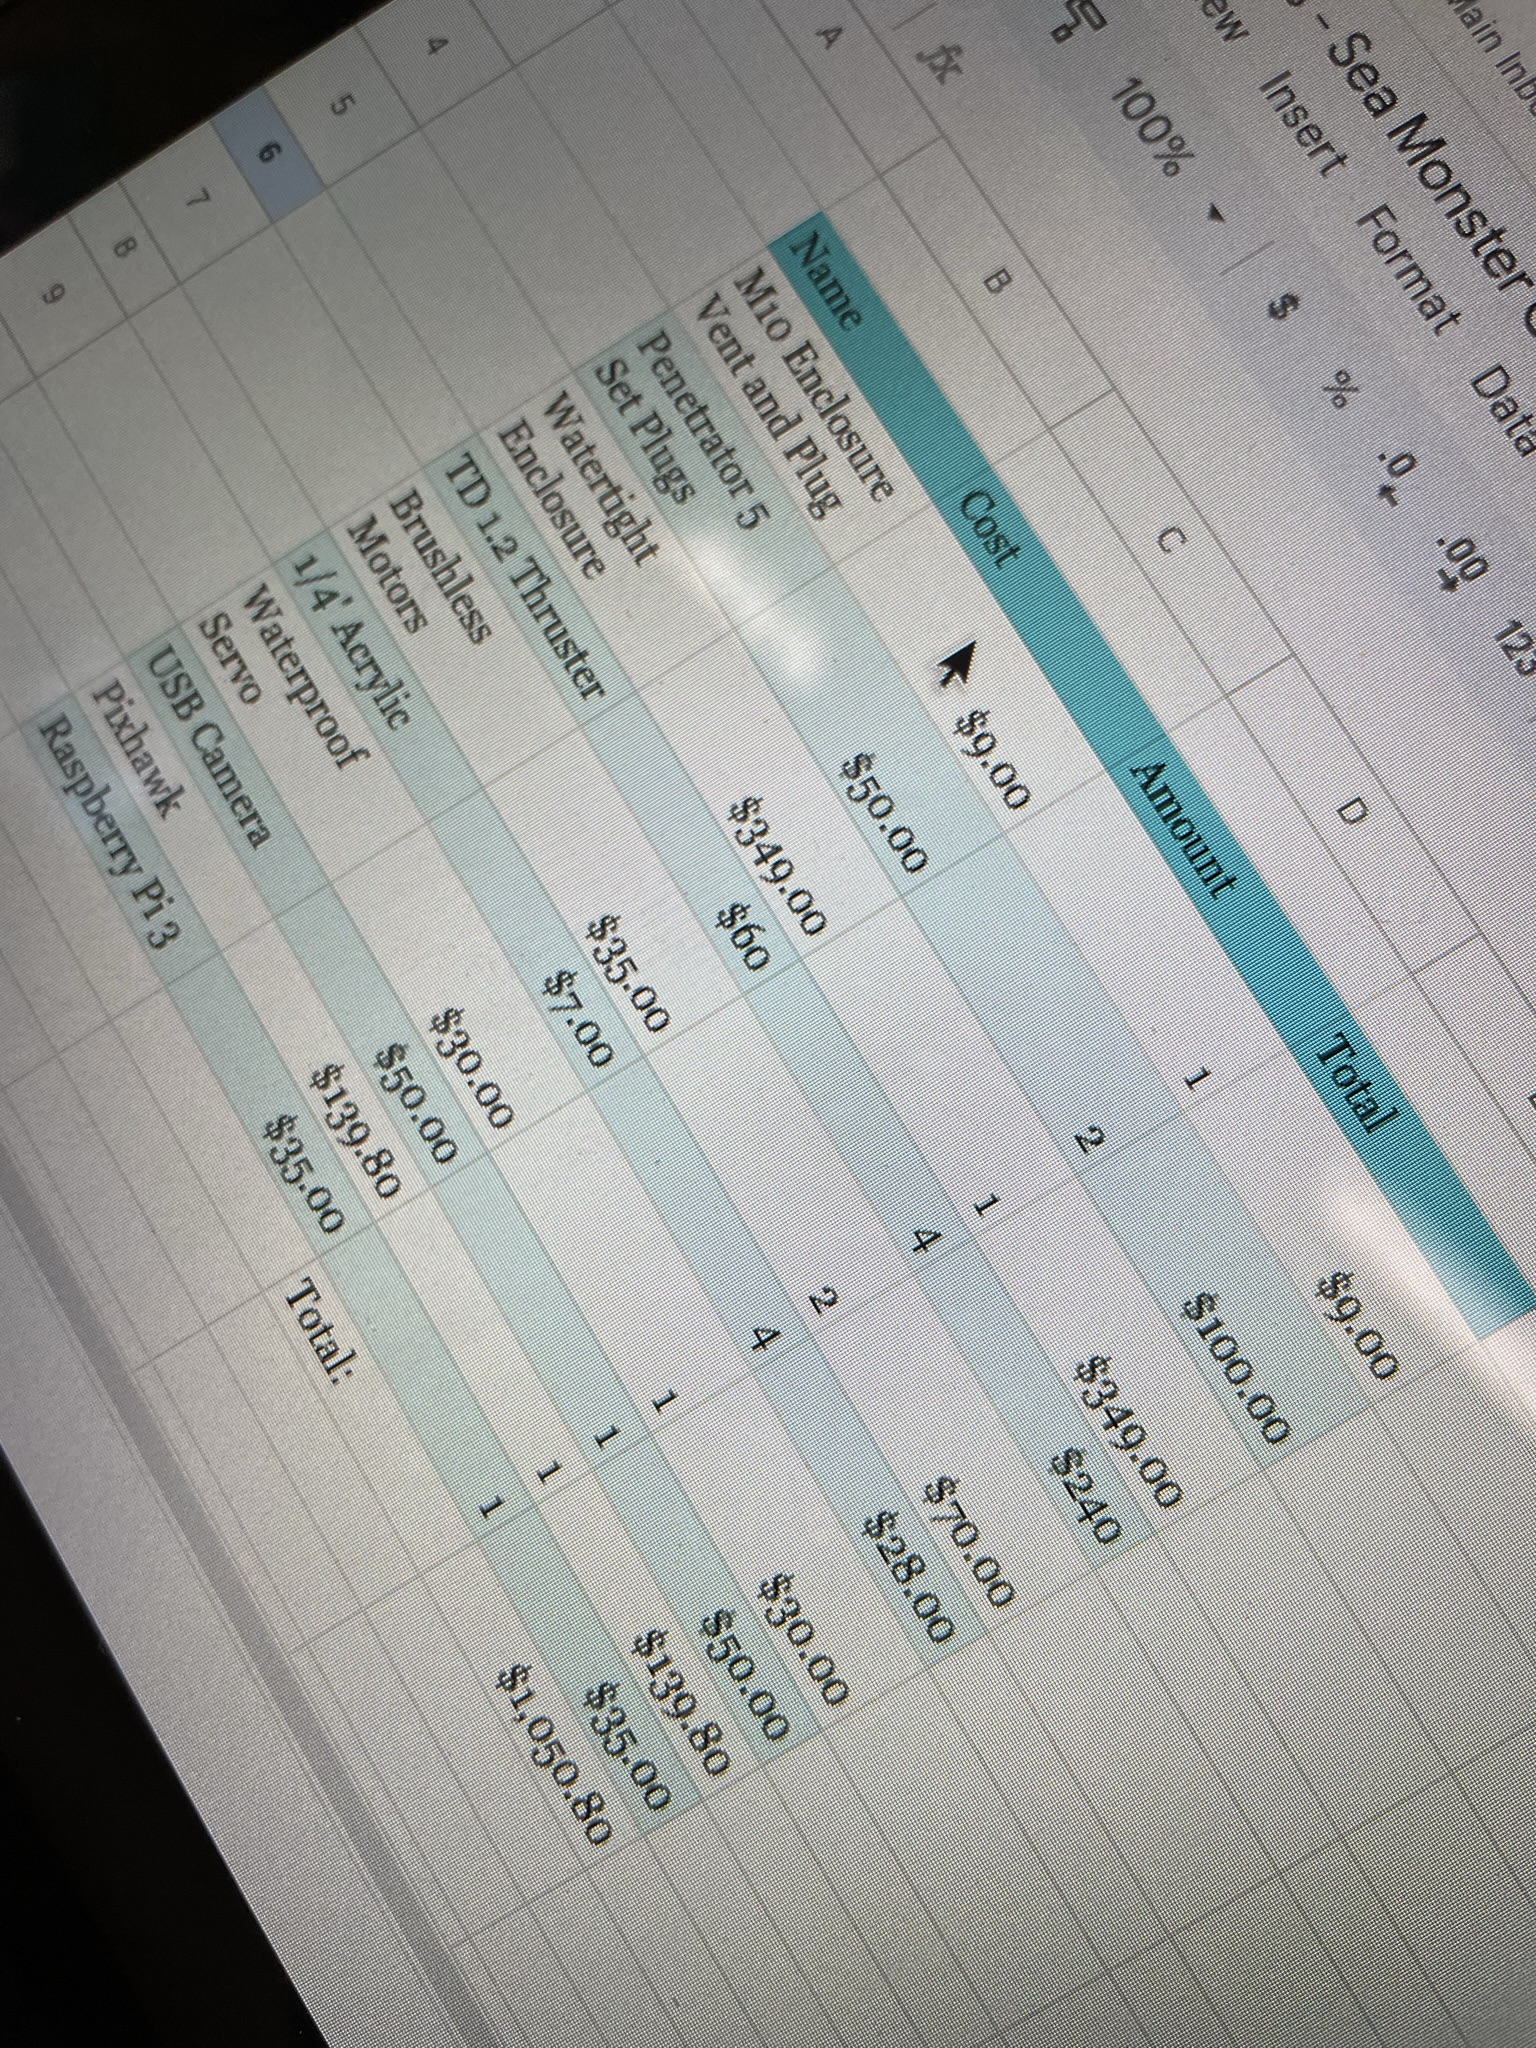 Main Inb
- Sea Monster
ew Insert Format Data
100% $ % .0 .00 123
fx
A B C D
Name Cost Amount Total
M10 Enclosure
Vent and Plug $9.00 1 $9.00
Penetrator 5
Set Plugs $50.00 2 $100.00
Watertight
Enclosure $349.00 1 $349.00
TD 1.2 Thruster $60 4 $240
Brushless
Motors $35.00 2 $70.00
1/4' Acrylic $7.00 4 $28.00
Waterproof
Servo $30.00 1 $30.00
USB Camera $50.00 1 $50.00
Pixhawk $139.80 1 $139.80
Raspberry Pi 3 $35.00 1 $35.00
Total: $1,050.80
4
5
6
7
8
9